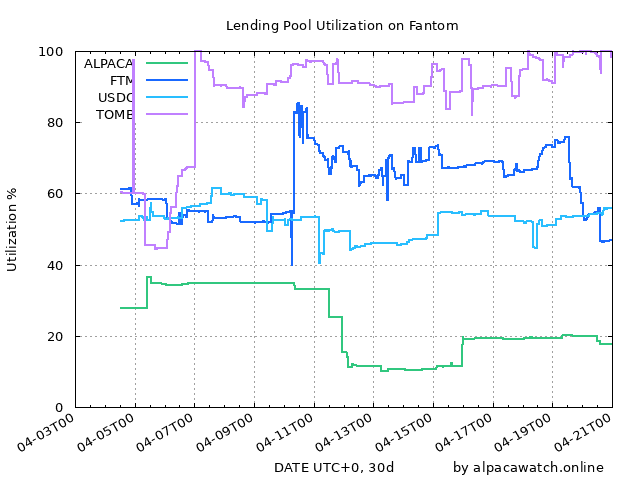 Lending Pool Utilization on Fantom
Utilization %
100
80
60
40
20
0
ALPACA
FTM
USDC
TOMB
04-03T00
04-05T00
04-07T00
04-09T00
04-11T00
04-13T00
04-15T00
04-17T00
04-19T00
04-21T00
DATE UTC+0, 30d
by alpacawatch.online